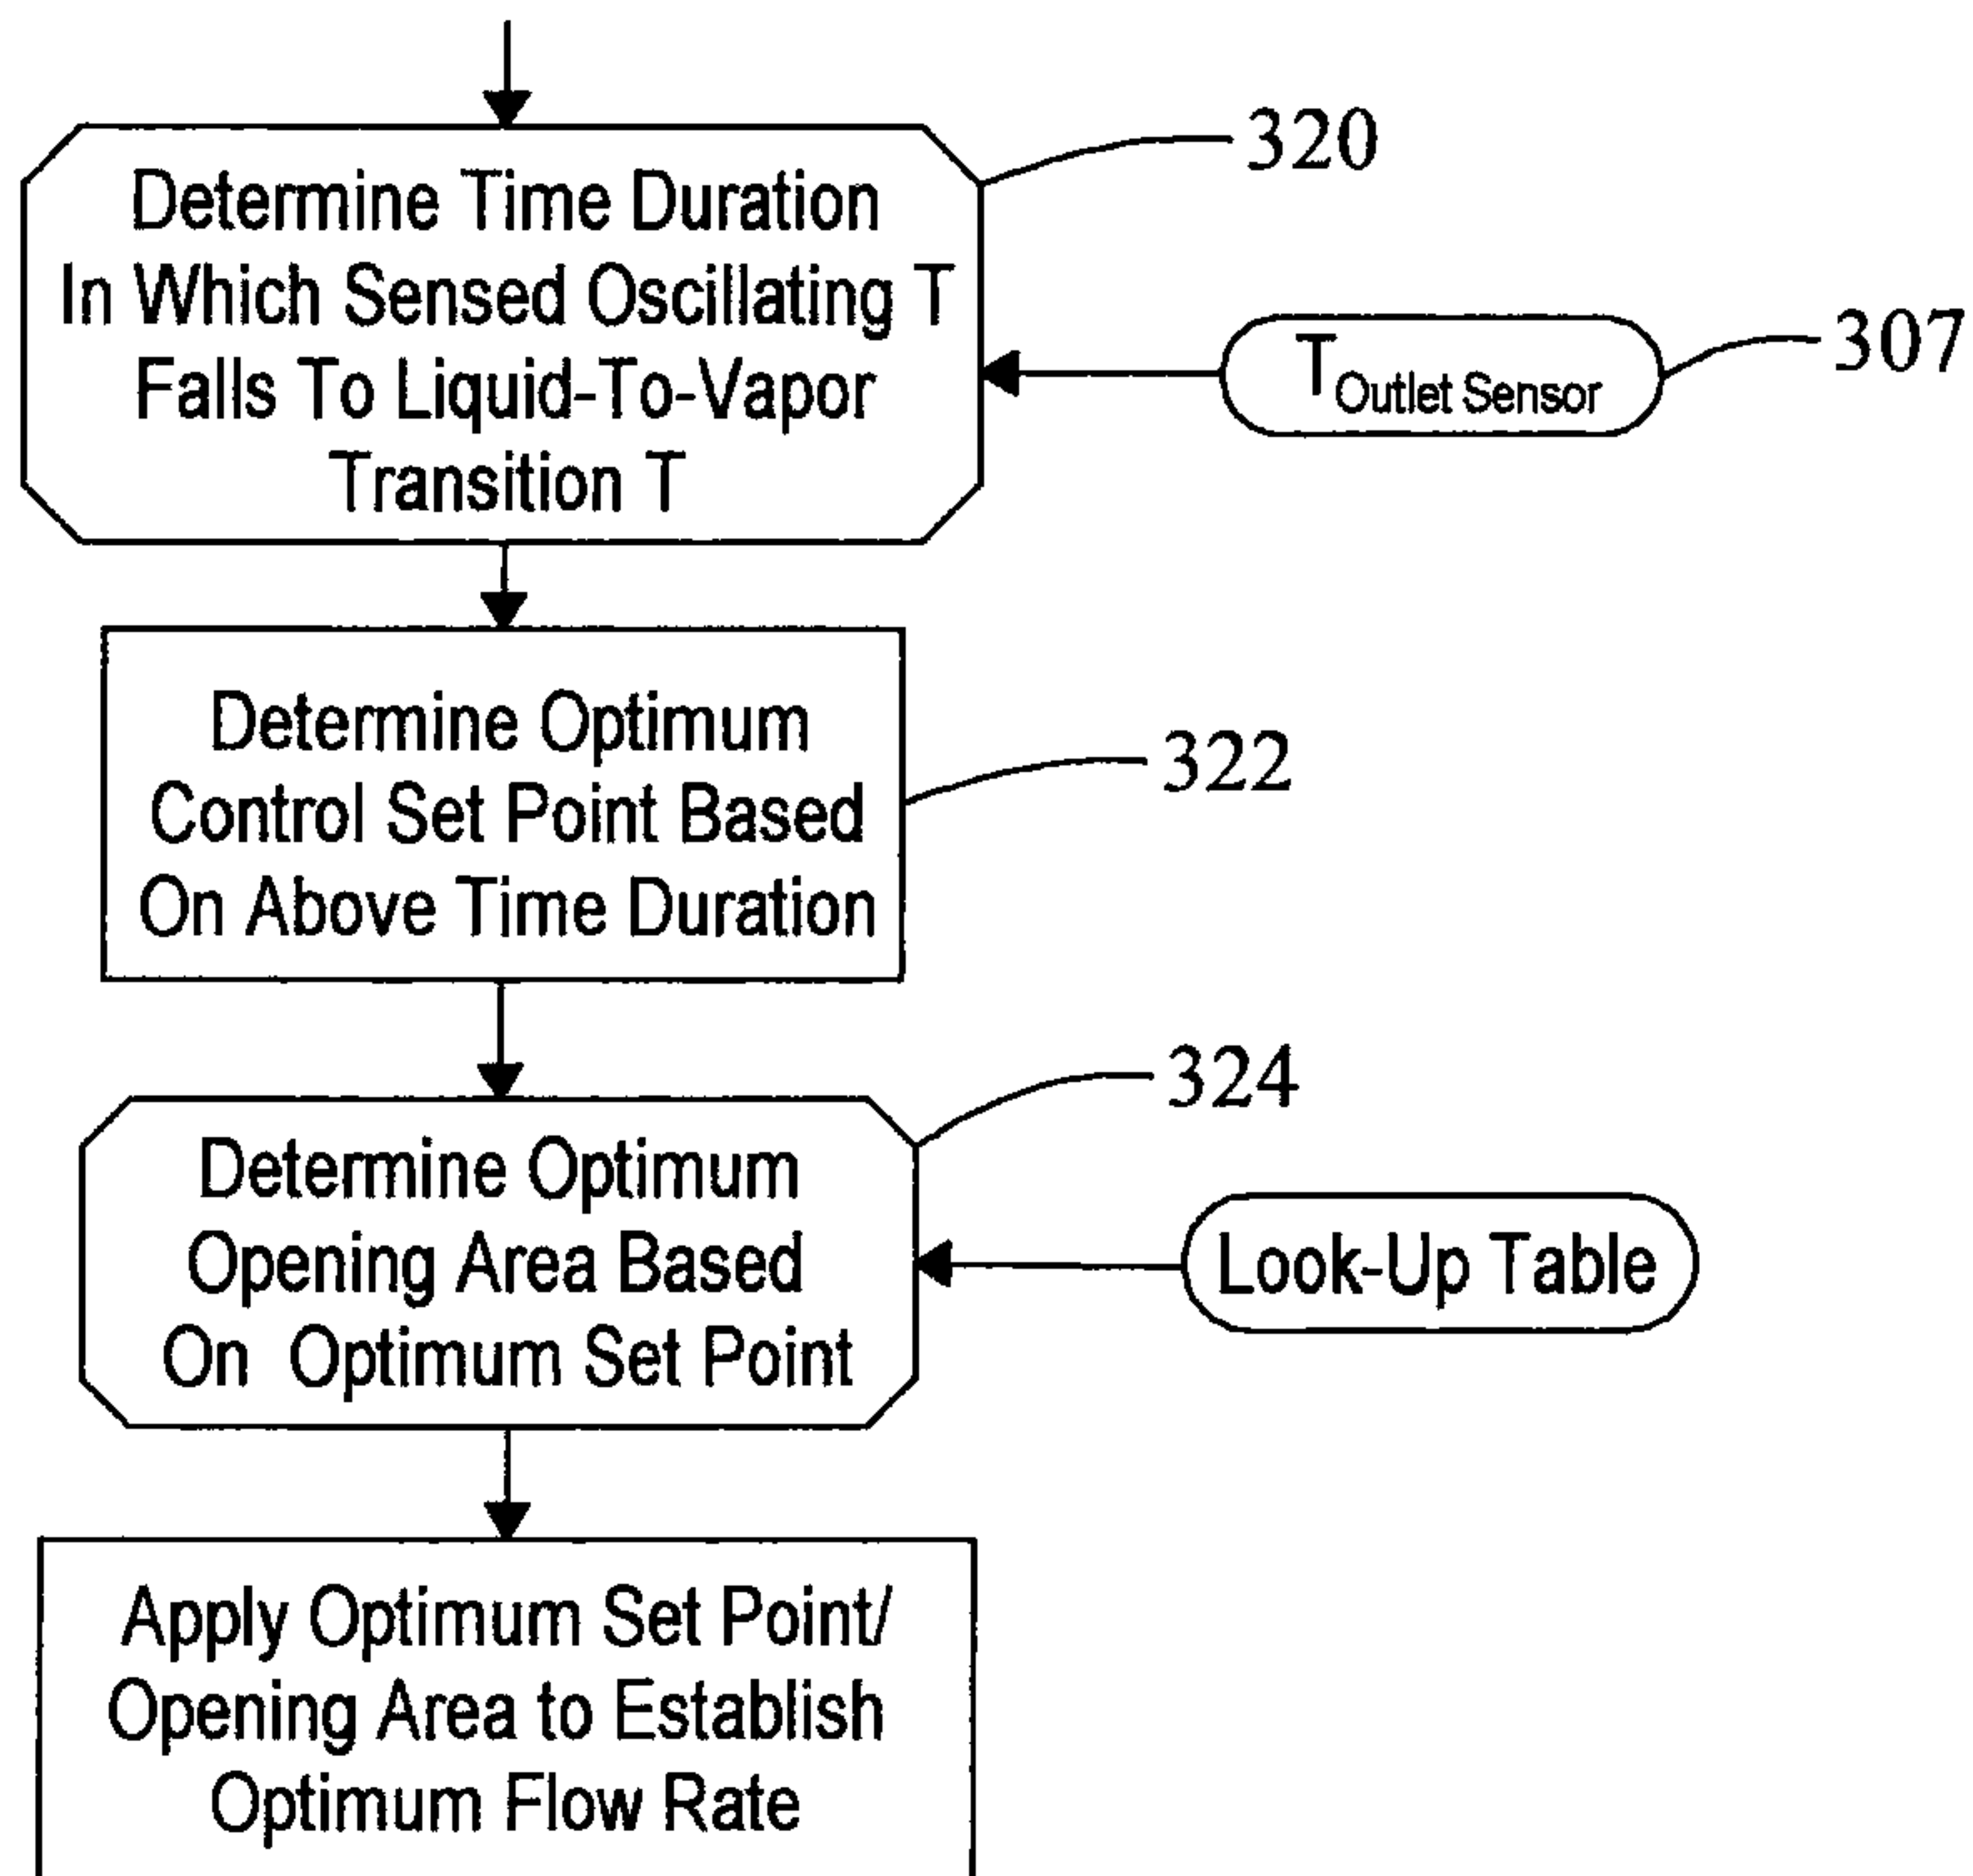 320
Determine Time Duration
In Which Sensed Oscillating T
Falls To Liquid-To-Vapor
Transition T
T Outlet Sensor
307
Determine Optimum
Control Set Point Based
On Above Time Duration
322
324
Determine Optimum
Opening Area Based
On Optimum Set Point
Look-Up Table
Apply Optimum Set Point/
Opening Area to Establish
Optimum Flow Rate